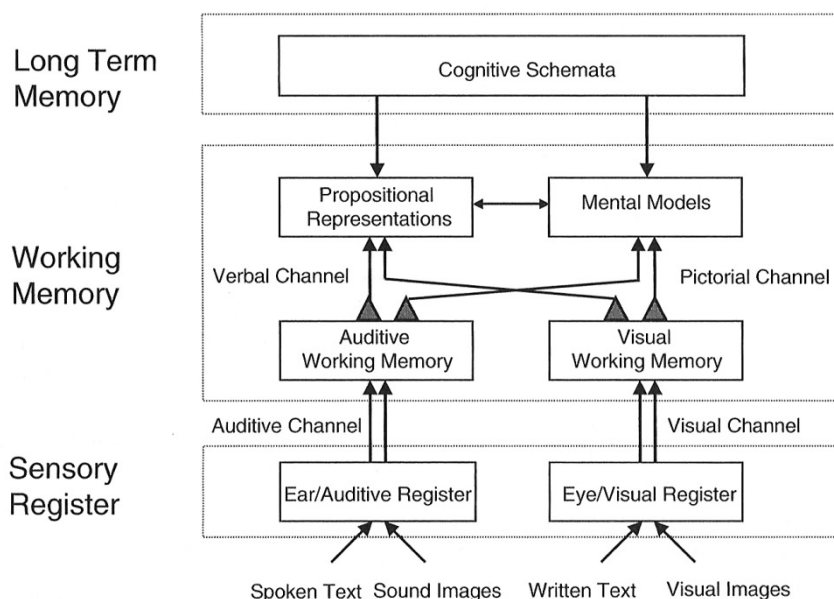 Long Term
Memory
Cognitive Schemata
Working
Memory
Propositional
Representations
Mental Models
Verbal Channel
Pictorial Channel
Auditive
Working Memory
Visual
Working Memory
Auditive Channel
Visual Channel
Sensory
Register
Ear/Auditive Register
Eye/Visual Register
Spoken Text
Sound Images
Written Text
Visual Images